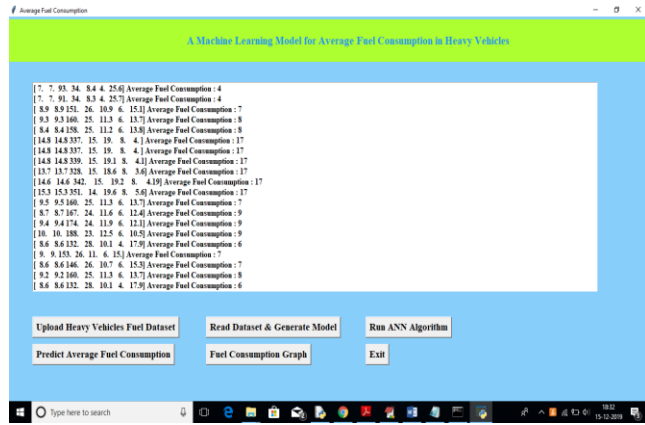 Average Fuel Consumption
A Machine Learning Model for Average Fuel Consumption in Heavy Vehicles
[ 7. 7. 93. 34. 8.4 4. 25.6] Average Fuel Consumption : 4
[ 7. 7. 91. 34. 8.3 4. 25.7] Average Fuel Consumption : 4
[ 8.9 8.9 151. 26. 10.9 6. 15.1] Average Fuel Consumption : 7
[ 9.3 9.3 160. 25. 11.3 6. 13.7] Average Fuel Consumption : 8
[ 8.4 8.4 158. 25. 11.2 6. 13.8] Average Fuel Consumption : 8
[ 14.8 14.8 337. 15. 19. 8. 4. ] Average Fuel Consumption : 17
[ 14.8 14.8 337. 15. 19. 8. 4. ] Average Fuel Consumption : 17
[ 14.8 14.8 339. 15. 19.1 8. 4.1] Average Fuel Consumption : 17
[ 13.7 13.7 328. 15. 18.6 8. 3.6] Average Fuel Consumption : 17
[ 14.6 14.6 342. 15. 19.2 8. 4.19] Average Fuel Consumption : 17
[ 15.3 15.3 351. 14. 19.6 8. 5.6] Average Fuel Consumption : 17
[ 9.5 9.5 160. 25. 11.3 6. 13.7] Average Fuel Consumption : 7
[ 8.7 8.7 167. 24. 11.6 6. 12.4] Average Fuel Consumption : 9
[ 9.4 9.4 174. 24. 11.9 6. 12.1] Average Fuel Consumption : 9
[ 10. 10. 188. 23. 12.5 6. 10.5] Average Fuel Consumption : 9
[ 8.6 8.6 132. 28. 10.1 4. 17.9] Average Fuel Consumption : 6
[ 9. 9. 153. 26. 11. 6. 15.] Average Fuel Consumption : 7
[ 8.6 8.6 146. 26. 10.7 6. 15.3] Average Fuel Consumption : 7
[ 9.2 9.2 160. 25. 11.3 6. 13.7] Average Fuel Consumption : 8
[ 8.6 8.6 132. 28. 10.1 4. 17.9] Average Fuel Consumption : 6
Upload Heavy Vehicles Fuel Dataset Read Dataset & Generate Model Run ANN Algorithm
Predict Average Fuel Consumption Fuel Consumption Graph Exit
Type here to search
18:32
15-12-2019